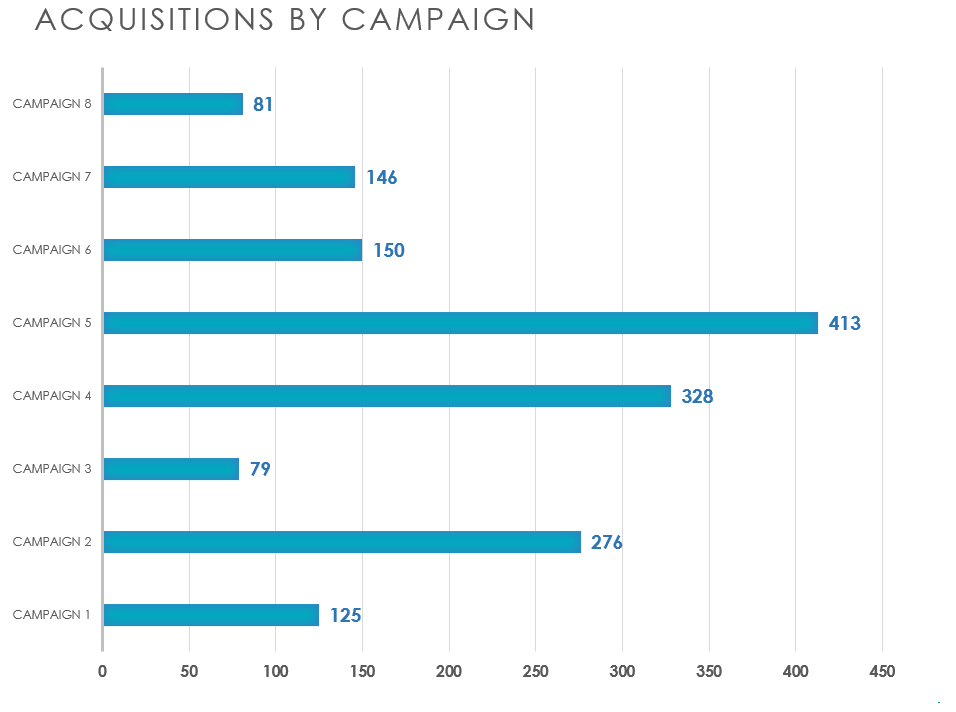 ACQUISITIONS BY CAMPAIGN
CAMPAIGN 8 81
CAMPAIGN 7 146
CAMPAIGN 6 150
CAMPAIGN 5 413
CAMPAIGN 4 328
CAMPAIGN 3 79
CAMPAIGN 2 276
CAMPAIGN 1 125
0 50 100 150 200 250 300 350 400 450